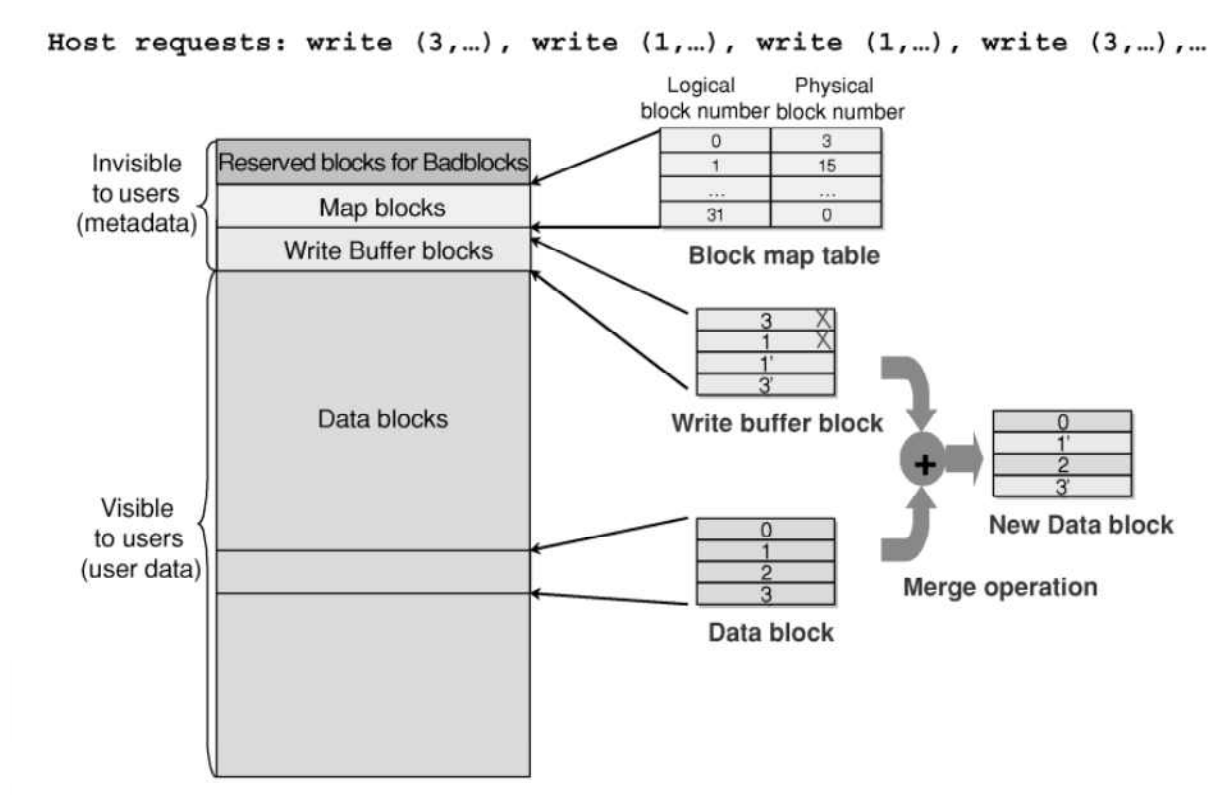 Host requests: write (3,…), write (1,…), write (1,…), write (3,…),…
Logical block number
Physical block number
0 3
1 15
… …
31 0
Block map table
Invisible to users (metadata)
Reserved blocks for Badblocks
Map blocks
Write Buffer blocks
3 X
1 X
1'
3'
Write buffer block
Data blocks
Visible to users (user data)
0
1
2
3
Data block
+
Merge operation
0
1'
2
3'
New Data block